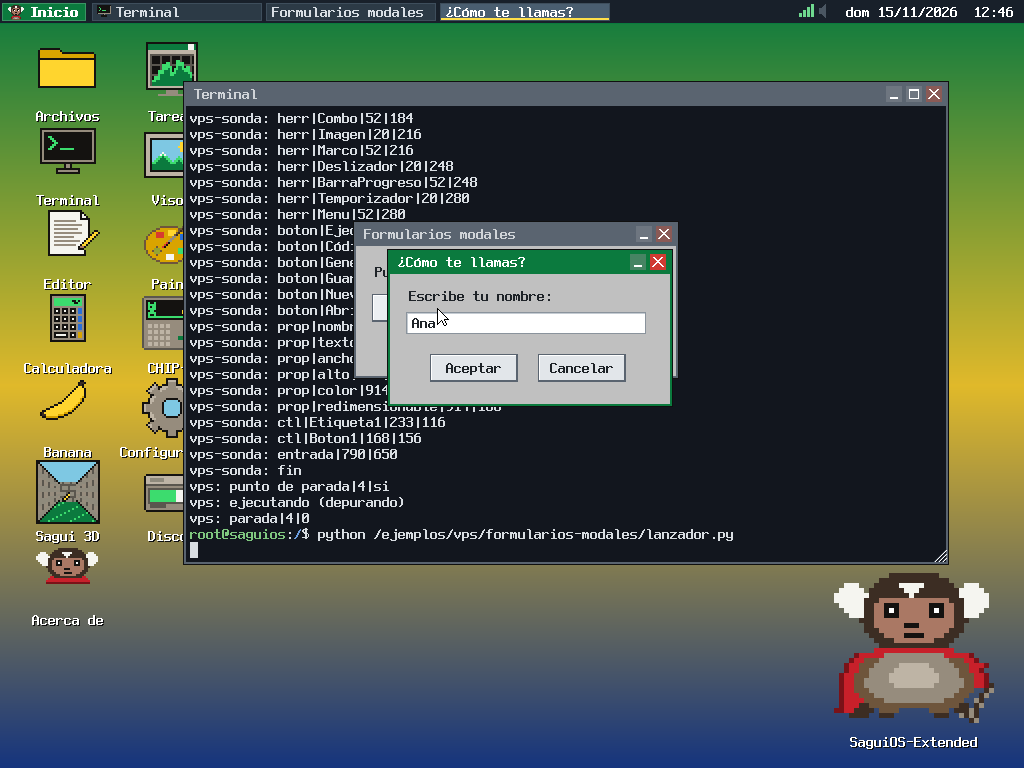 Inicio
Terminal
Formularios modales
¿Cómo te llamas?
dom 15/11/2026 12:46
Archivos
Terminal
Editor
Calculadora
Banana
Sagui 3D
Acerca de
Terminal
vps-sonda: herr|Combo|52|184
vps-sonda: herr|Imagen|20|216
vps-sonda: herr|Marco|52|216
vps-sonda: herr|Deslizador|20|248
vps-sonda: herr|BarraProgreso|52|248
vps-sonda: herr|Temporizador|20|280
vps-sonda: herr|Menu|52|280
vps-sonda: boton|
vps-sonda: boton|
vps-sonda: boton|
vps-sonda: boton|
vps-sonda: boton|
vps-sonda: boton|
vps-sonda: prop|
vps-sonda: prop|
vps-sonda: prop|
vps-sonda: prop|alto
vps-sonda: prop|color|914
vps-sonda:
vps-sonda: ctl|Etiqueta1|233|116
vps-sonda: ctl|Boton1|168|156
vps-sonda: entrada|790|650
vps-sonda: fin
vps: punto de parada|4|si
vps: ejecutando (depurando)
vps: parada|4|0
root@saguios:/$ python /ejemplos/vps/formularios-modales/lanzador.py
Formularios modales
¿Cómo te llamas?
Escribe tu nombre:
Ana
Aceptar
Cancelar
SaguiOS-Extended